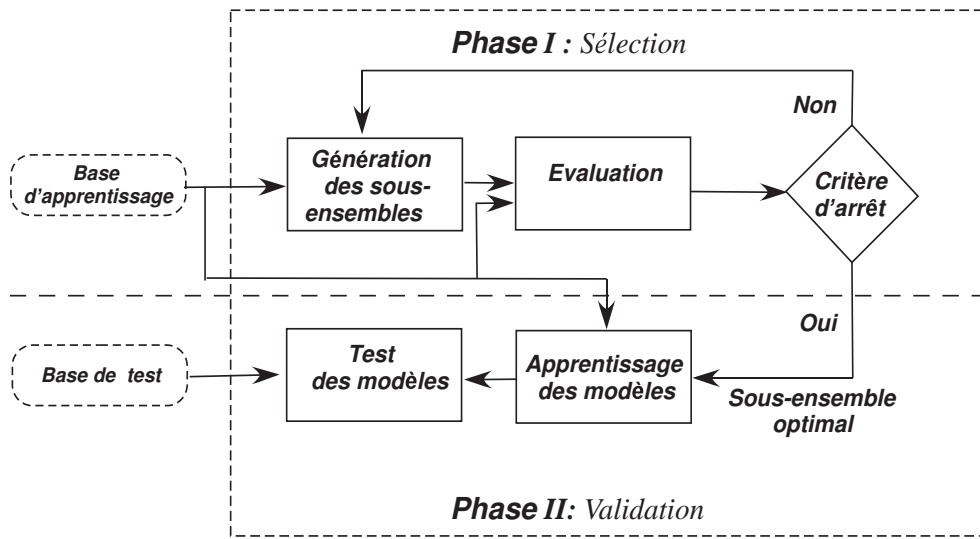 Phase I : Sélection
Non
Base
d'apprentissage
Génération
des sous-
ensembles
Evaluation
Critère
d'arrêt
Oui
Base de test
Test
des modèles
Apprentissage
des modèles
Sous-ensemble
optimal
Phase II: Validation